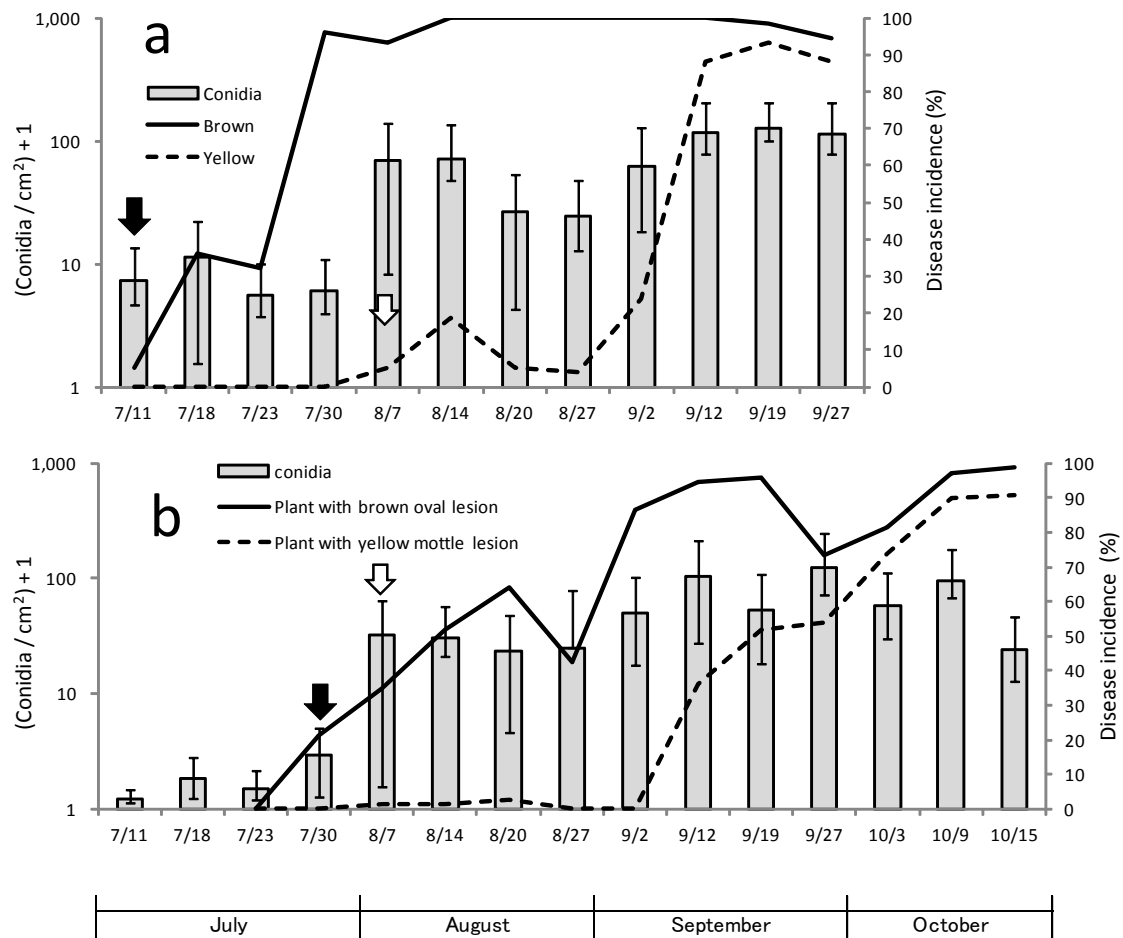 a
1,000
100
10
1
(Conidia / cm²) + 1
Conidia
Brown
Yellow
100
90
80
70
60
50
40
30
20
10
0
Disease incidence (%)
7/11 7/18 7/23 7/30 8/7 8/14 8/20 8/27 9/2 9/12 9/19 9/27
b
1,000
100
10
1
(Conidia / cm²) + 1
conidia
Plant with brown oval lesion
Plant with yellow mottle lesion
100
90
80
70
60
50
40
30
20
10
0
Disease incidence (%)
7/11 7/18 7/23 7/30 8/7 8/14 8/20 8/27 9/2 9/12 9/19 9/27 10/3 10/9 10/15
July August September October